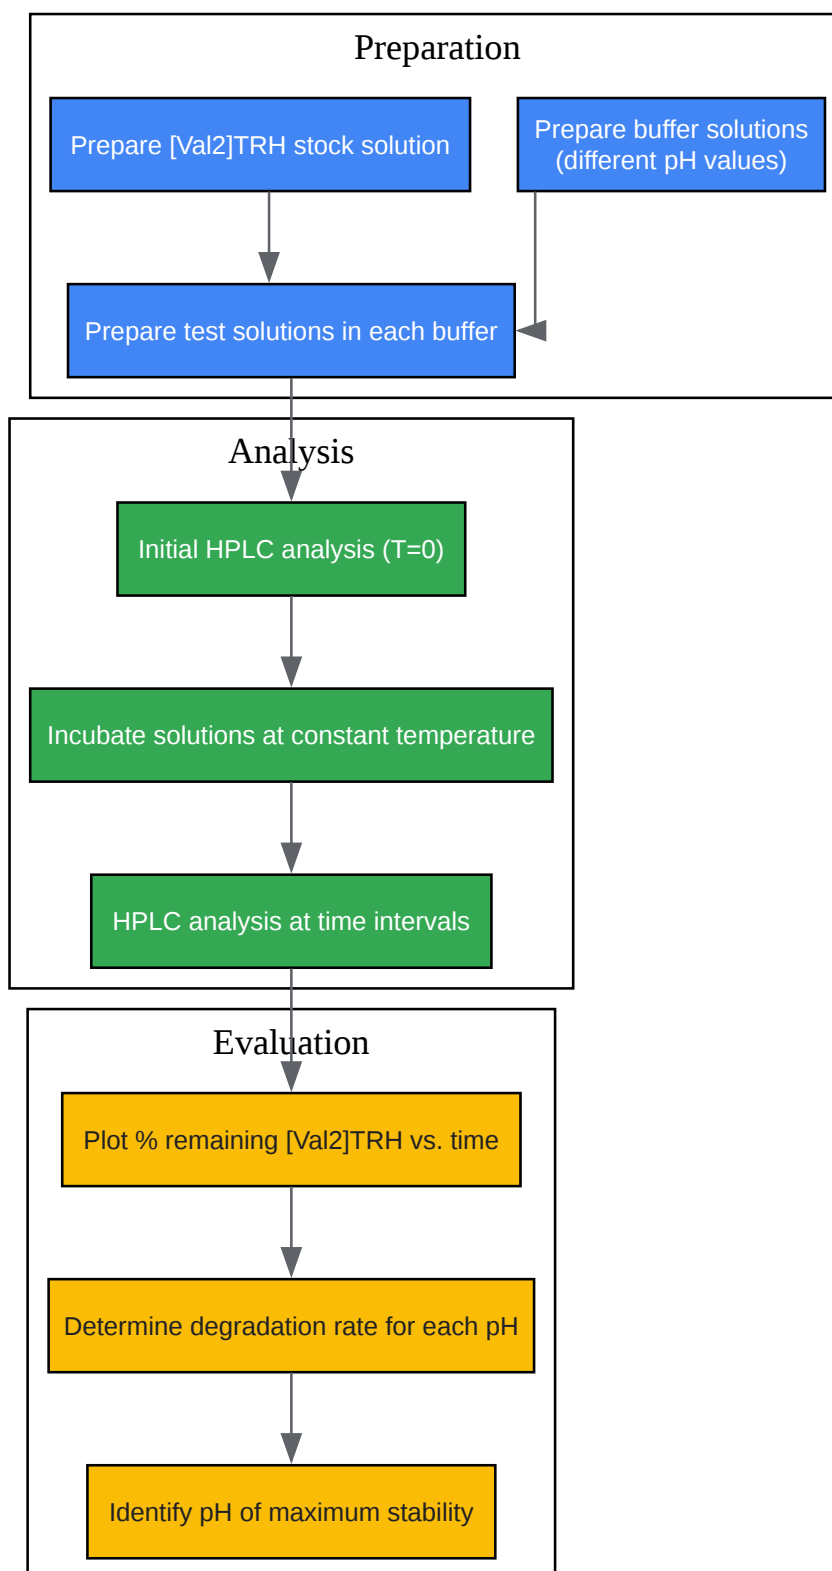 Preparation
Prepare [Val2]TRH stock solution
Prepare buffer solutions
(different pH values)
Prepare test solutions in each buffer
Analysis
Initial HPLC analysis (T=0)
Incubate solutions at constant temperature
HPLC analysis at time intervals
Evaluation
Plot % remaining [Val2]TRH vs. time
Determine degradation rate for each pH
Identify pH of maximum stability